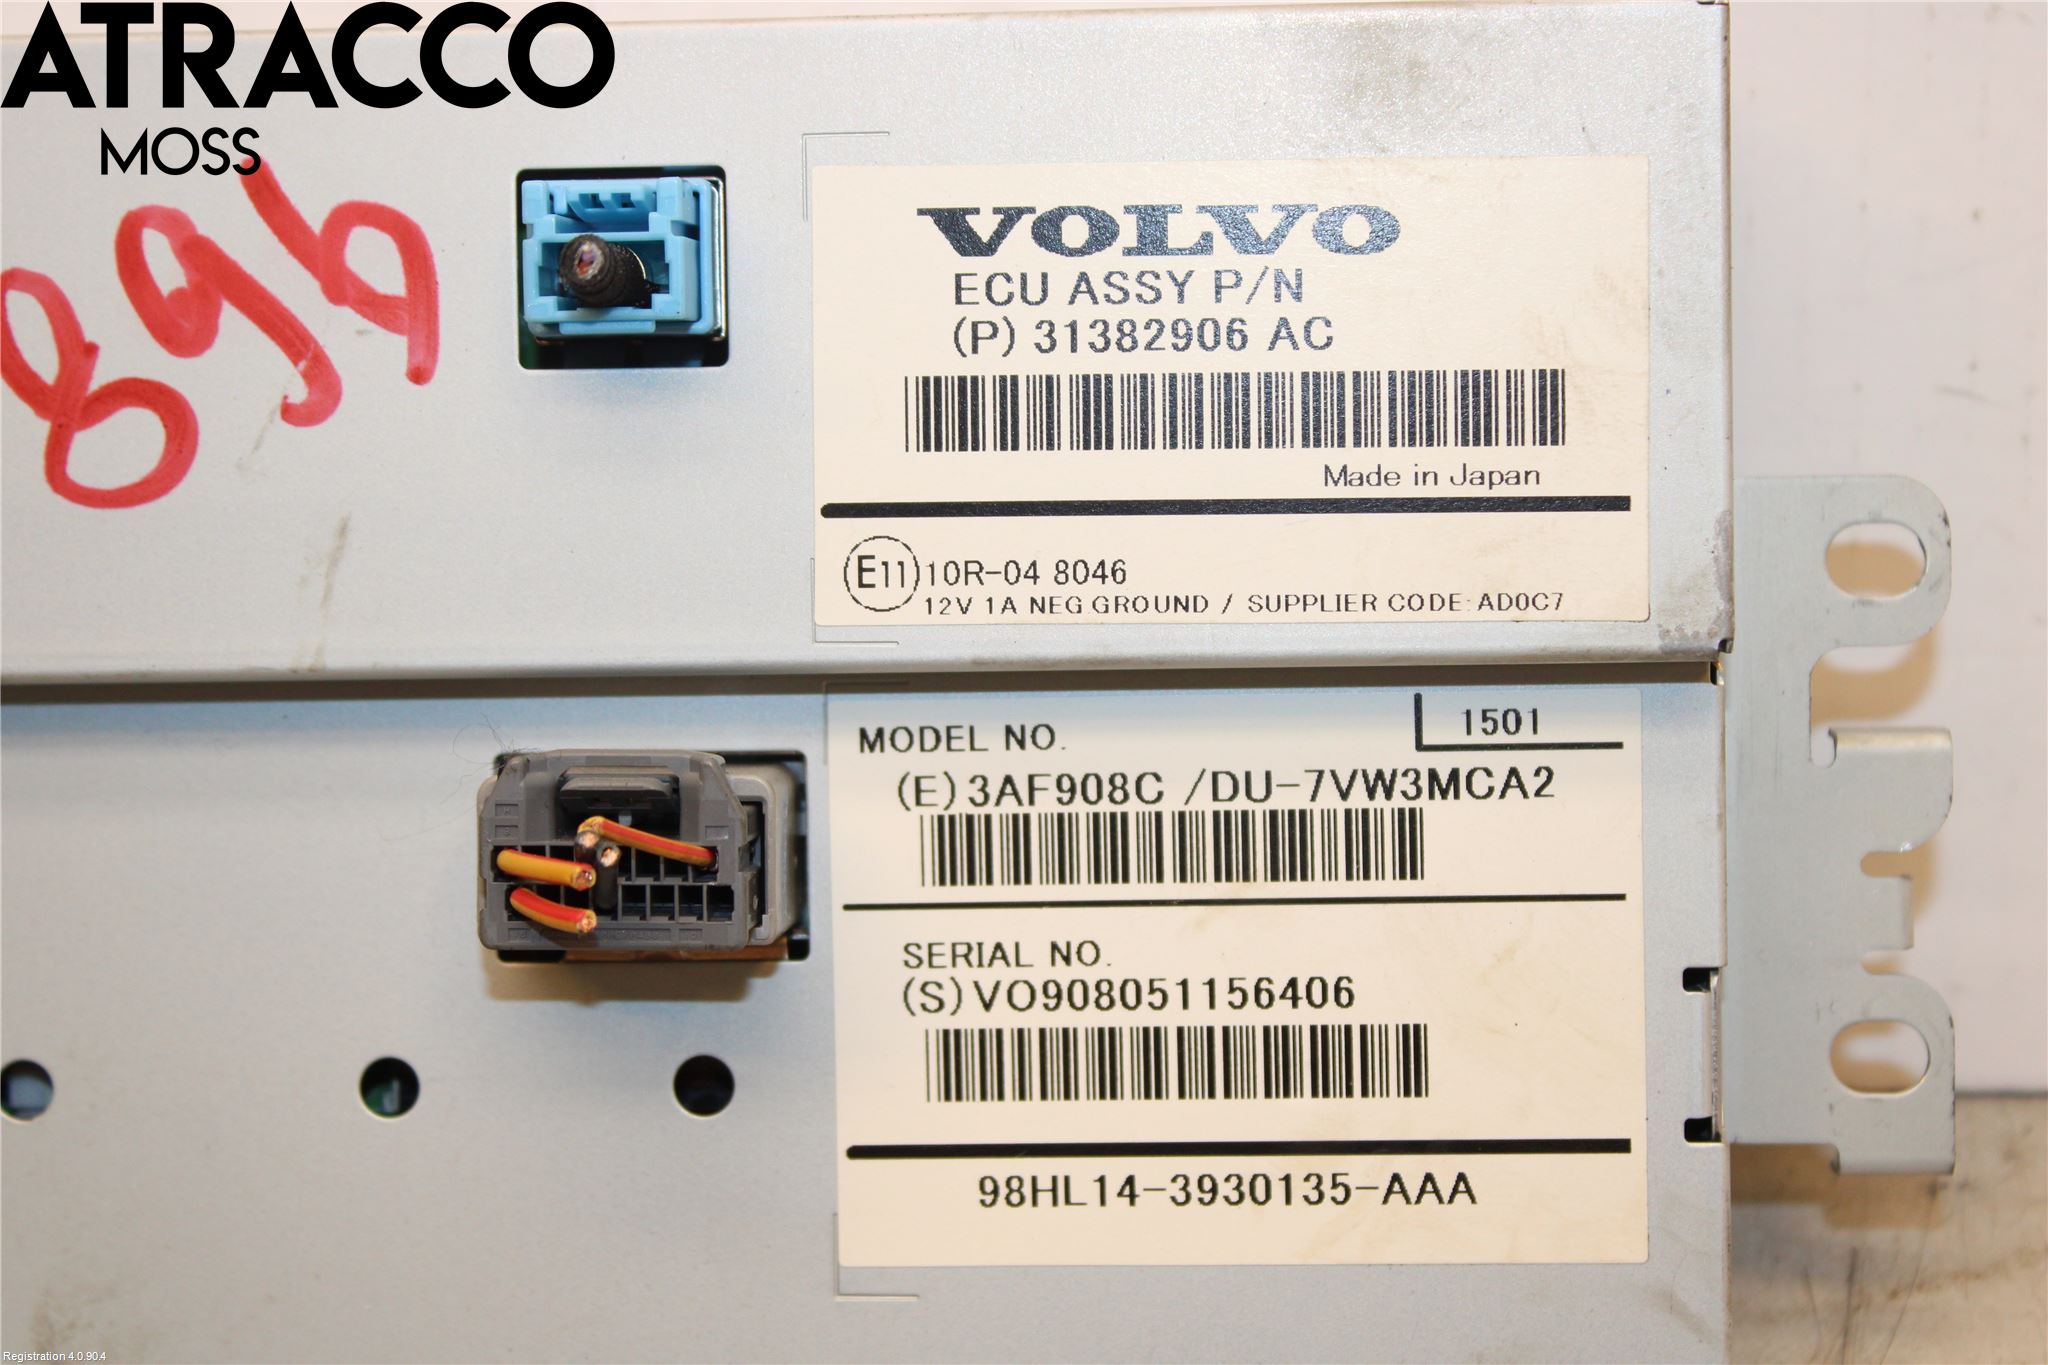 ATRACCO
MOSS
896
VOLVO
ECU ASSY P/N
(P) 31382906 AC
Made in Japan
E11 10R-04 8046
12V 1A NEG.GROUND / SUPPLIER CODE:AD0C7
MODEL NO.
1501
(E) 3AF908C /DU-7VW3MCA2
SERIAL NO.
(S) VO908051156406
98HL14-3930135-AAA
Registration 4.0.90.4